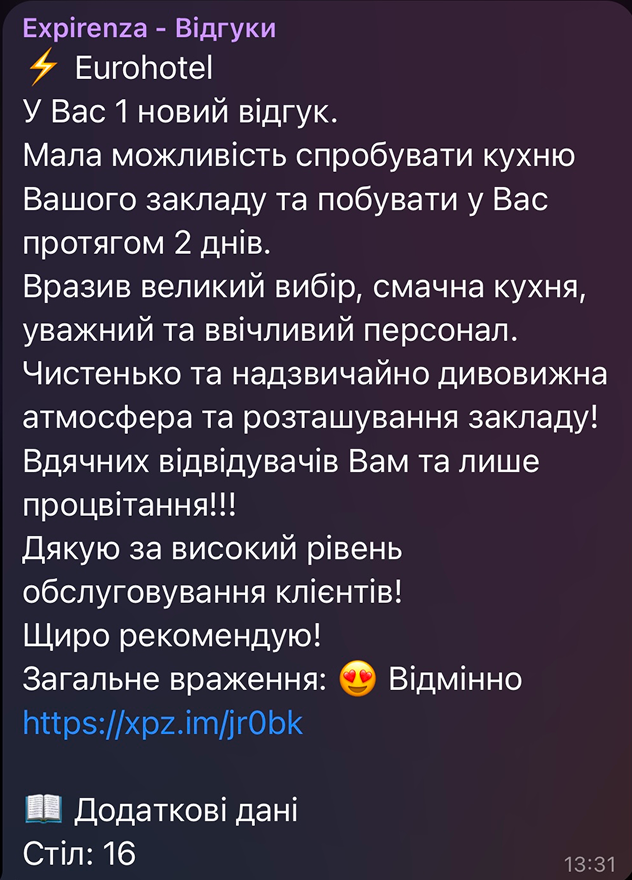 Expirenza - Відгуки
⚡ Eurohotel
У Вас 1 новий відгук.
Мала можливість спробувати кухню
Вашого закладу та побувати у Вас
протягом 2 днів.
Вразив великий вибір, смачна кухня,
уважний та ввічливий персонал.
Чистенько та надзвичайно дивовижна
атмосфера та розташування закладу!
Вдячних відвідувачів Вам та лише
процвітання!!!
Дякую за високий рівень
обслуговування клієнтів!
Щиро рекомендую!
Загальне враження: 😍 Відмінно
https://xpz.im/jr0bk
📖 Додаткові дані
Стіл: 16
13:31